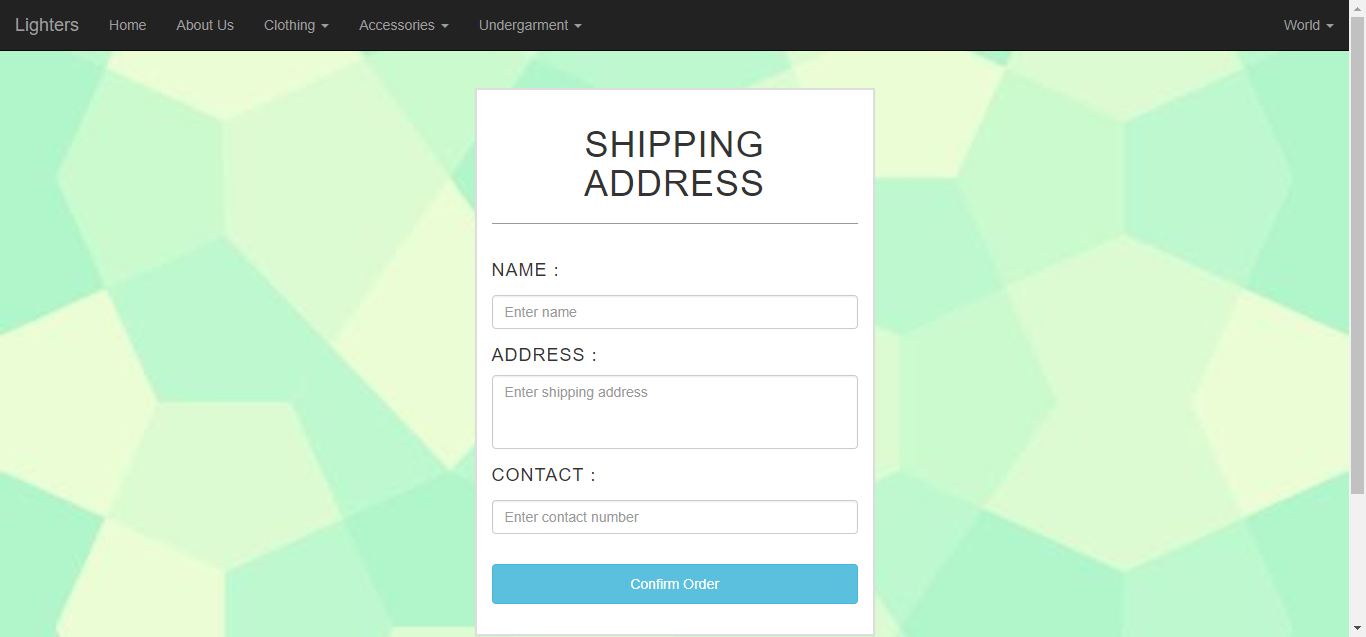 Lighters Home About Us Clothing Accessories Undergarment World
SHIPPING
ADDRESS
NAME :
Enter name
ADDRESS :
Enter shipping address
CONTACT :
Enter contact number
Confirm Order